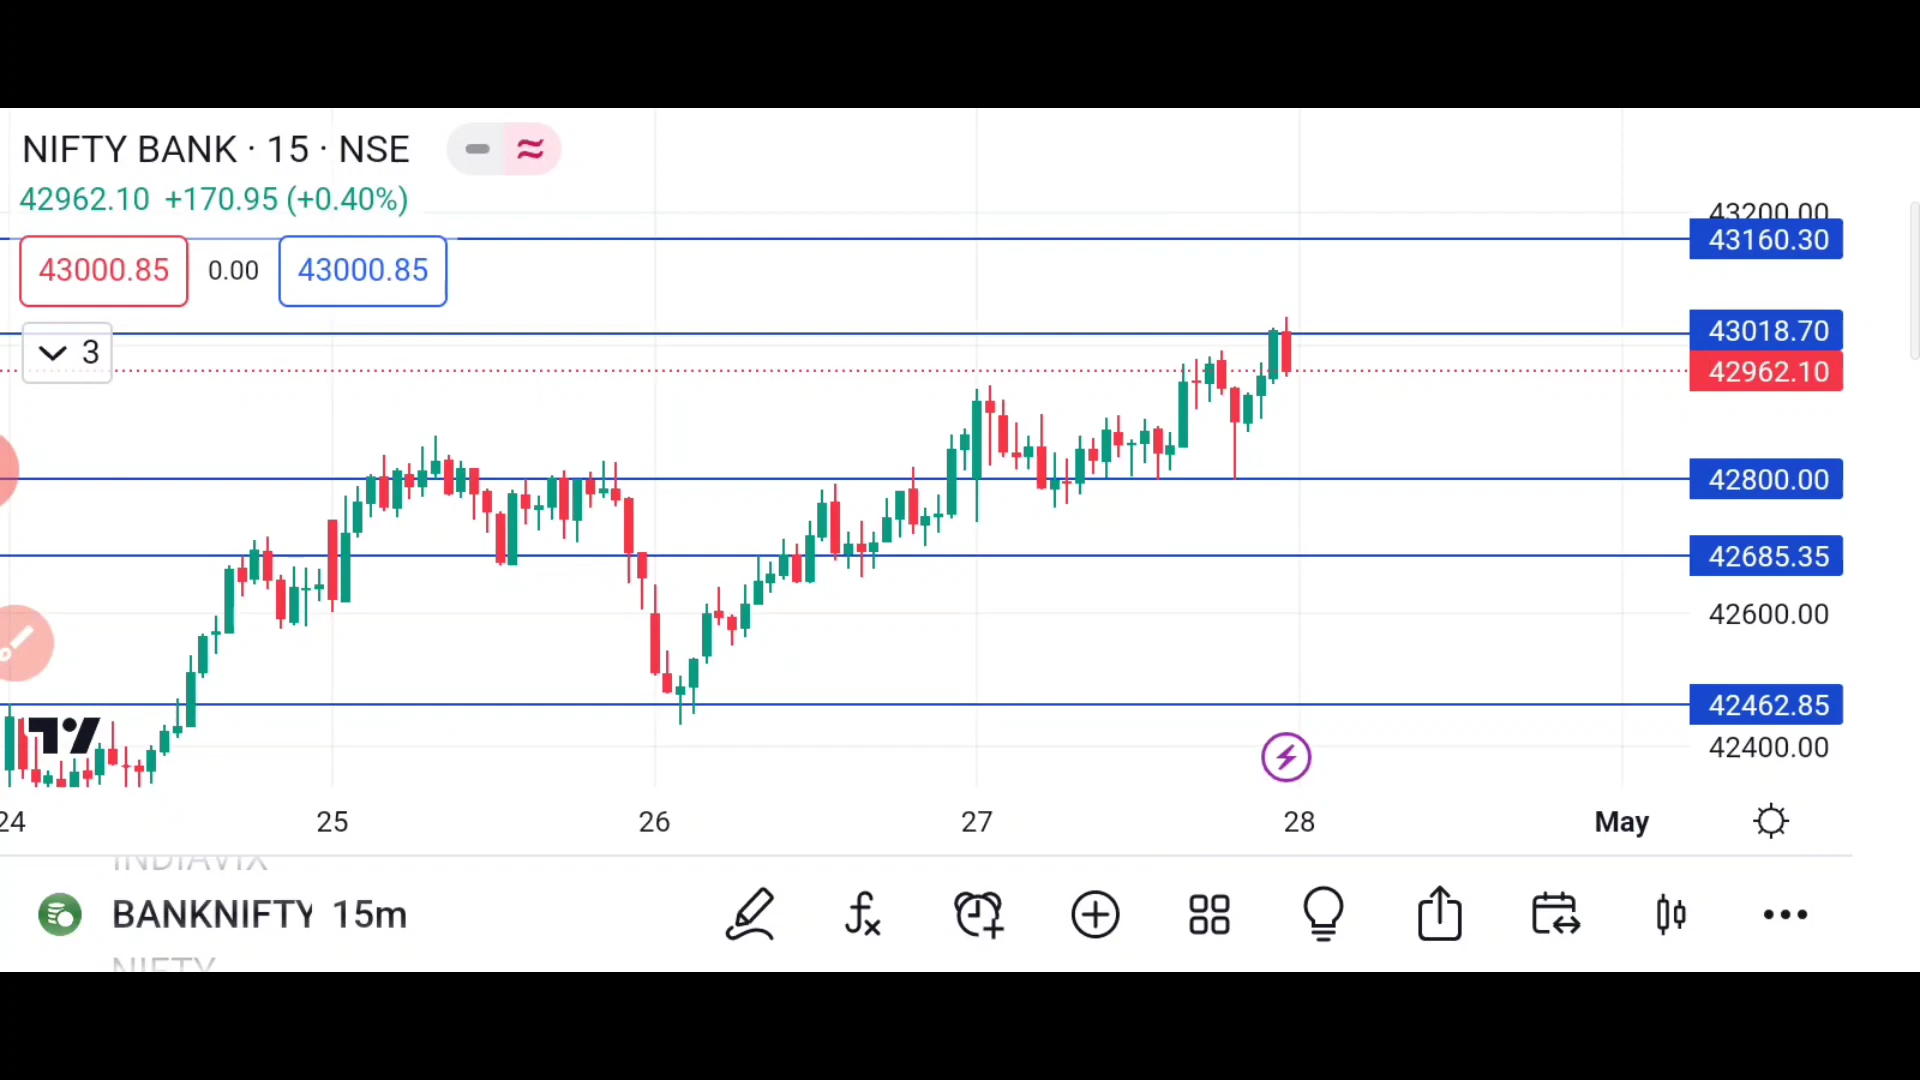 NIFTY BANK · 15 · NSE
42962.10 +170.95 (+0.40%)
43000.85 0.00 43000.85
3
43200.00
43160.30
43018.70
42962.10
42800.00
42685.35
42600.00
42462.85
42400.00
24 25 26 27 28 May
INDIAVIX
BANKNIFTY 15m
NIFTY